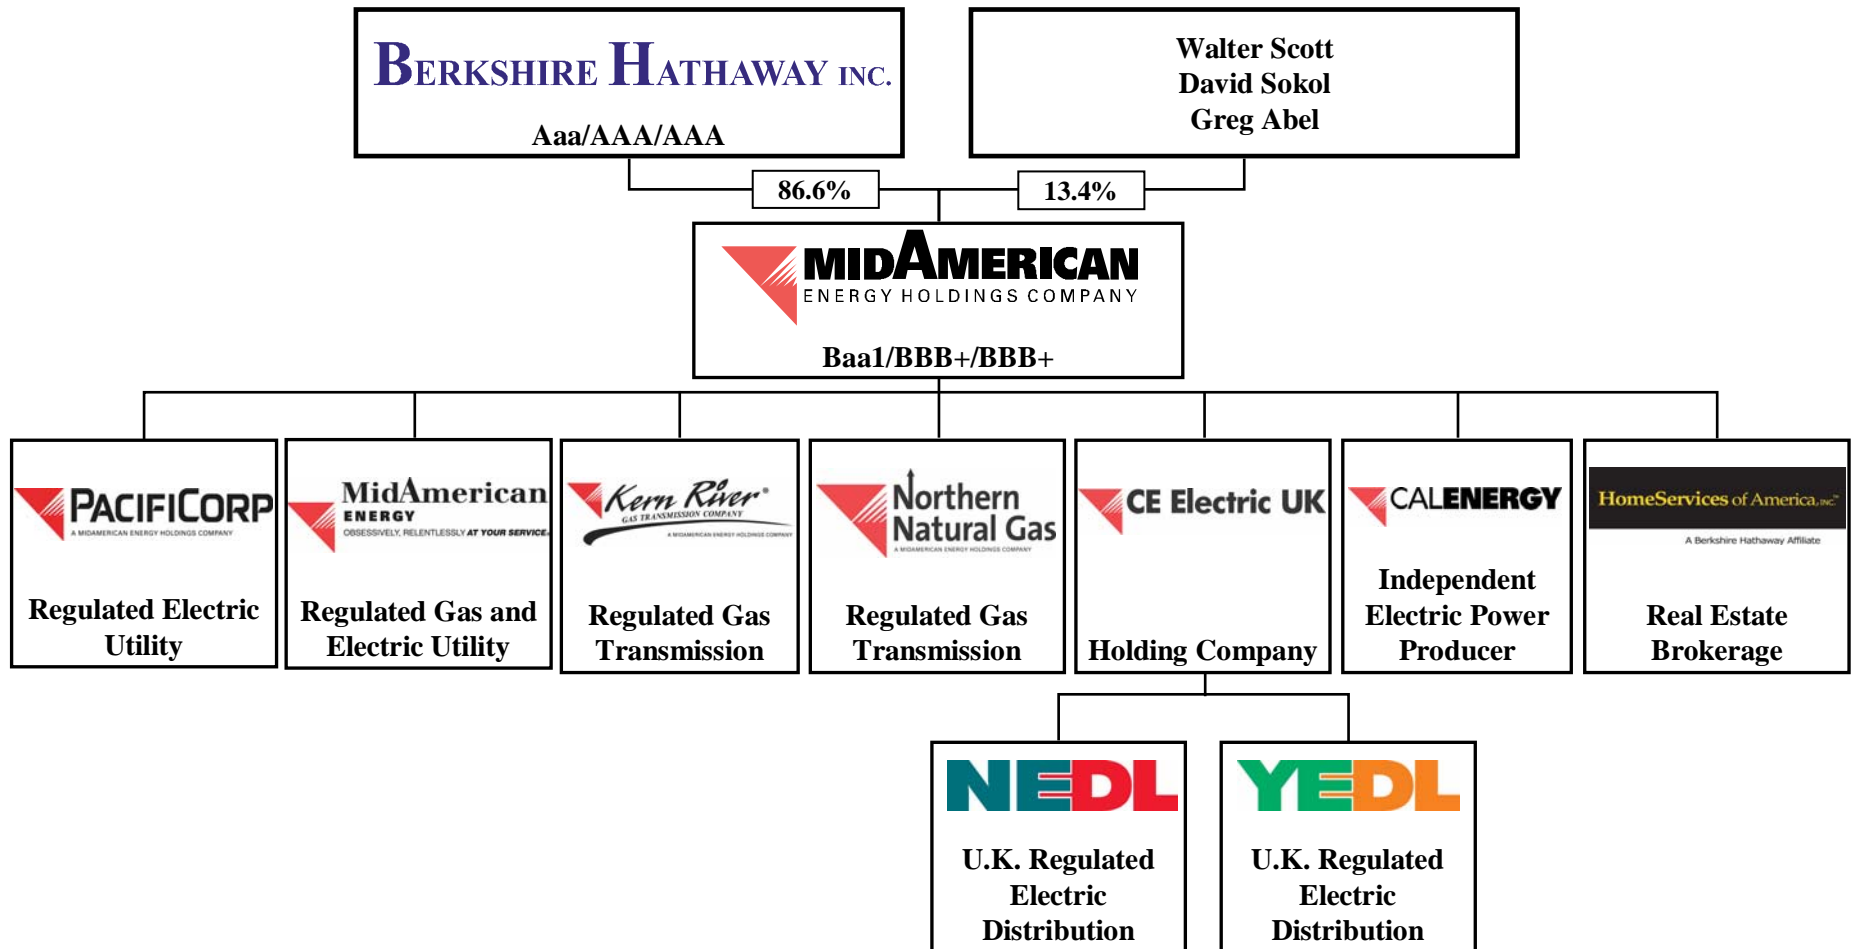 BERKSHIRE HATHAWAY INC.
Aaa/AAA/AAA
Walter Scott
David Sokol
Greg Abel
86.6%
13.4%
MIDAMERICAN
ENERGY HOLDINGS COMPANY
Baa1/BBB+/BBB+
PACIFICORP
A MIDAMERICAN ENERGY HOLDINGS COMPANY
Regulated Electric
Utility
MidAmerican
ENERGY
OBSESSIVELY, RELENTLESSLY AT YOUR SERVICE.
Regulated Gas and
Electric Utility
Kern River®
GAS TRANSMISSION COMPANY
A MIDAMERICAN ENERGY HOLDINGS COMPANY
Regulated Gas
Transmission
Northern
Natural Gas
A MIDAMERICAN ENERGY HOLDINGS COMPANY
Regulated Gas
Transmission
CE Electric UK
Holding Company
CALENERGY
Independent
Electric Power
Producer
HomeServices of America, INC.™
A Berkshire Hathaway Affiliate
Real Estate
Brokerage
NEDL
U.K. Regulated
Electric
Distribution
YEDL
U.K. Regulated
Electric
Distribution